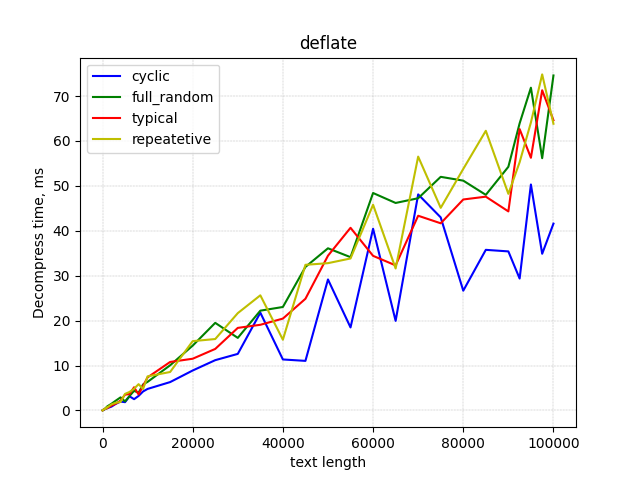 deflate
cyclic
full_random
typical
repeatetive
Decompress time, ms
70
60
50
40
30
20
10
0
0 20000 40000 60000 80000 100000
text length